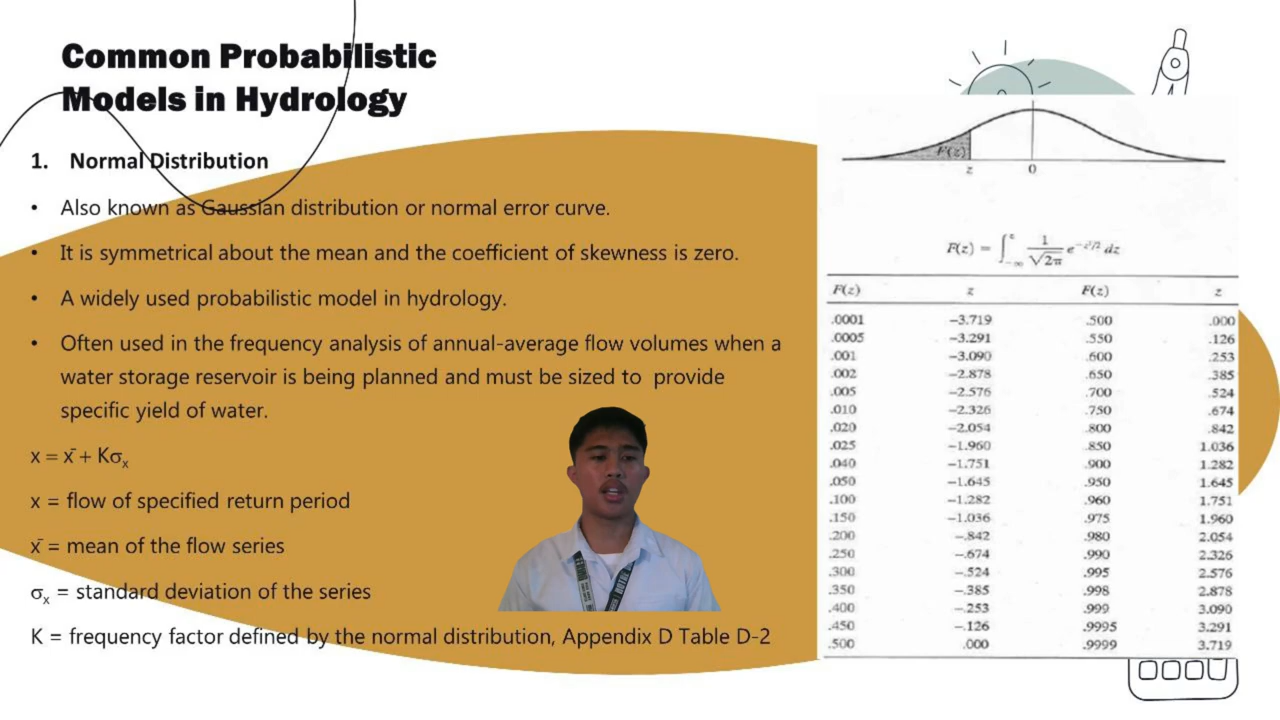 Common Probabilistic
Models in Hydrology
1. Normal Distribution
• Also known as Gaussian distribution or normal error curve.
• It is symmetrical about the mean and the coefficient of skewness is zero.
• A widely used probabilistic model in hydrology.
• Often used in the frequency analysis of annual-average flow volumes when a
water storage reservoir is being planned and must be sized to provide
specific yield of water.
x = x̄ + Kσₓ
x = flow of specified return period
x̄ = mean of the flow series
σₓ = standard deviation of the series
K = frequency factor defined by the normal distribution, Appendix D Table D-2
F(z)
z 0
F(z) = ∫_{-∞}^{z} 1/√2π e^{-z²/2} dz
F(z) z F(z) z
.0001 -3.719 .500 .000
.0005 -3.291 .550 .126
.001 -3.090 .600 .253
.002 -2.878 .650 .385
.005 -2.576 .700 .524
.010 -2.326 .750 .674
.020 -2.054 .800 .842
.025 -1.960 .850 1.036
.040 -1.751 .900 1.282
.050 -1.645 .950 1.645
.100 -1.282 .960 1.751
.150 -1.036 .975 1.960
.200 -.842 .980 2.054
.250 -.674 .990 2.326
.300 -.524 .995 2.576
.350 -.385 .998 2.878
.400 -.253 .999 3.090
.450 -.126 .9995 3.291
.500 .000 .9999 3.719